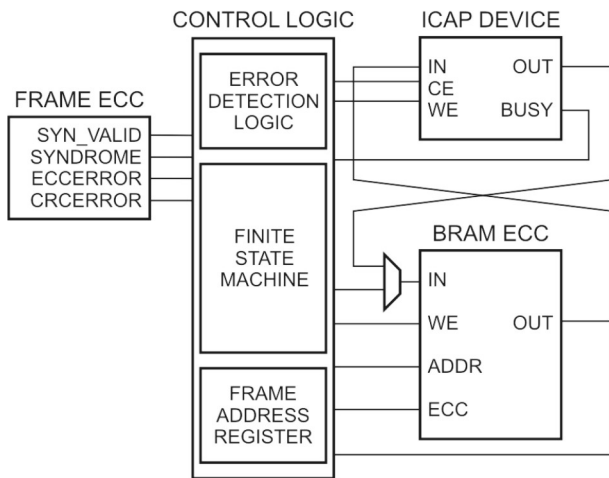 CONTROL LOGIC
ICAP DEVICE
FRAME ECC
SYN_VALID
SYNDROME
ECCERROR
CRCERROR
ERROR
DETECTION
LOGIC
FINITE
STATE
MACHINE
FRAME
ADDRESS
REGISTER
IN
CE
WE
OUT
BUSY
BRAM ECC
IN
WE
ADDR
ECC
OUT